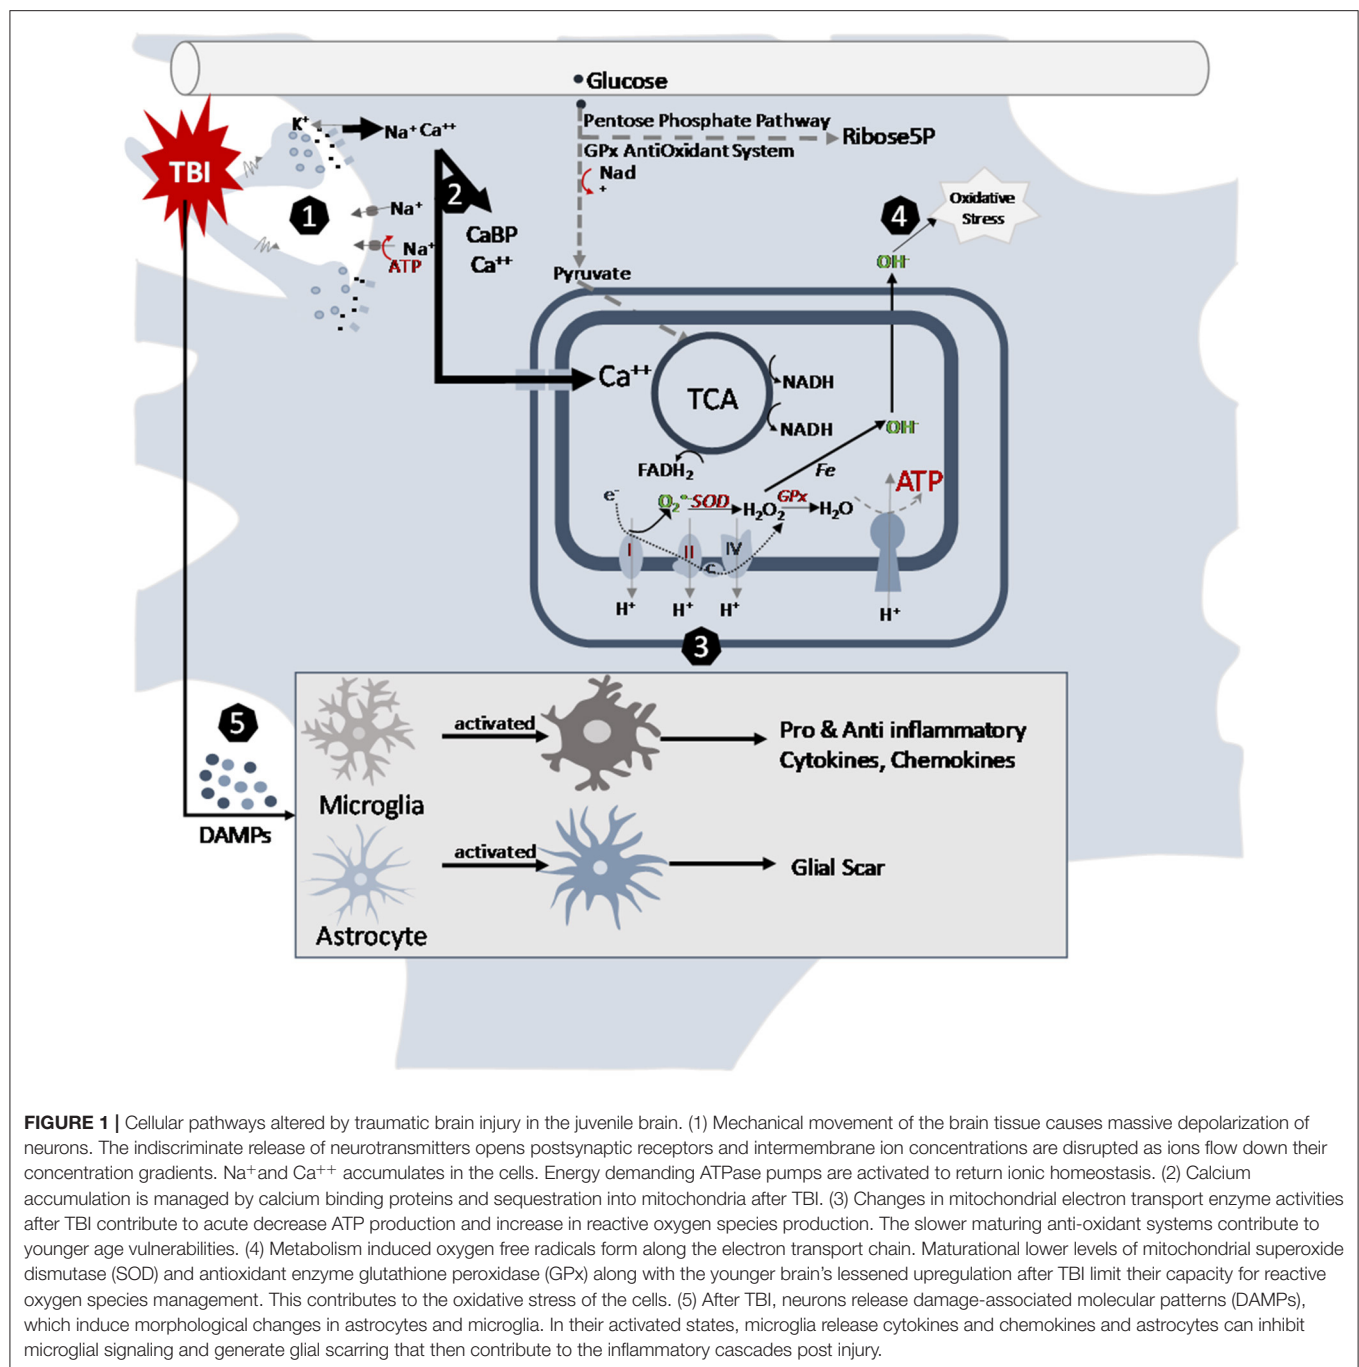 Glucose
K⁺
Na⁺ Ca⁺⁺
Pentose Phosphate Pathway
Ribose5P
GPx AntiOxidant System
TBI
Nad
+
2
1
4
Oxidative
Stress
Na⁺
CaBP
Na⁺
ATP
Ca⁺⁺
OH⁻
Pyruvate
Ca⁺⁺
TCA
NADH
NADH
OH⁻
FADH₂
Fe
ATP
e⁻
O₂•⁻
SOD
H₂O₂
GPx
H₂O
I
II
IV
c
H⁺
H⁺
H⁺
H⁺
3
5
activated
Pro & Anti inflammatory
Cytokines, Chemokines
Microglia
DAMPs
activated
Glial Scar
Astrocyte
FIGURE 1 | Cellular pathways altered by traumatic brain injury in the juvenile brain. (1) Mechanical movement of the brain tissue causes massive depolarization of
neurons. The indiscriminate release of neurotransmitters opens postsynaptic receptors and intermembrane ion concentrations are disrupted as ions flow down their
concentration gradients. Na⁺and Ca⁺⁺ accumulates in the cells. Energy demanding ATPase pumps are activated to return ionic homeostasis. (2) Calcium
accumulation is managed by calcium binding proteins and sequestration into mitochondria after TBI. (3) Changes in mitochondrial electron transport enzyme activities
after TBI contribute to acute decrease ATP production and increase in reactive oxygen species production. The slower maturing anti-oxidant systems contribute to
younger age vulnerabilities. (4) Metabolism induced oxygen free radicals form along the electron transport chain. Maturational lower levels of mitochondrial superoxide
dismutase (SOD) and antioxidant enzyme glutathione peroxidase (GPx) along with the younger brain's lessened upregulation after TBI limit their capacity for reactive
oxygen species management. This contributes to the oxidative stress of the cells. (5) After TBI, neurons release damage-associated molecular patterns (DAMPs),
which induce morphological changes in astrocytes and microglia. In their activated states, microglia release cytokines and chemokines and astrocytes can inhibit
microglial signaling and generate glial scarring that then contribute to the inflammatory cascades post injury.